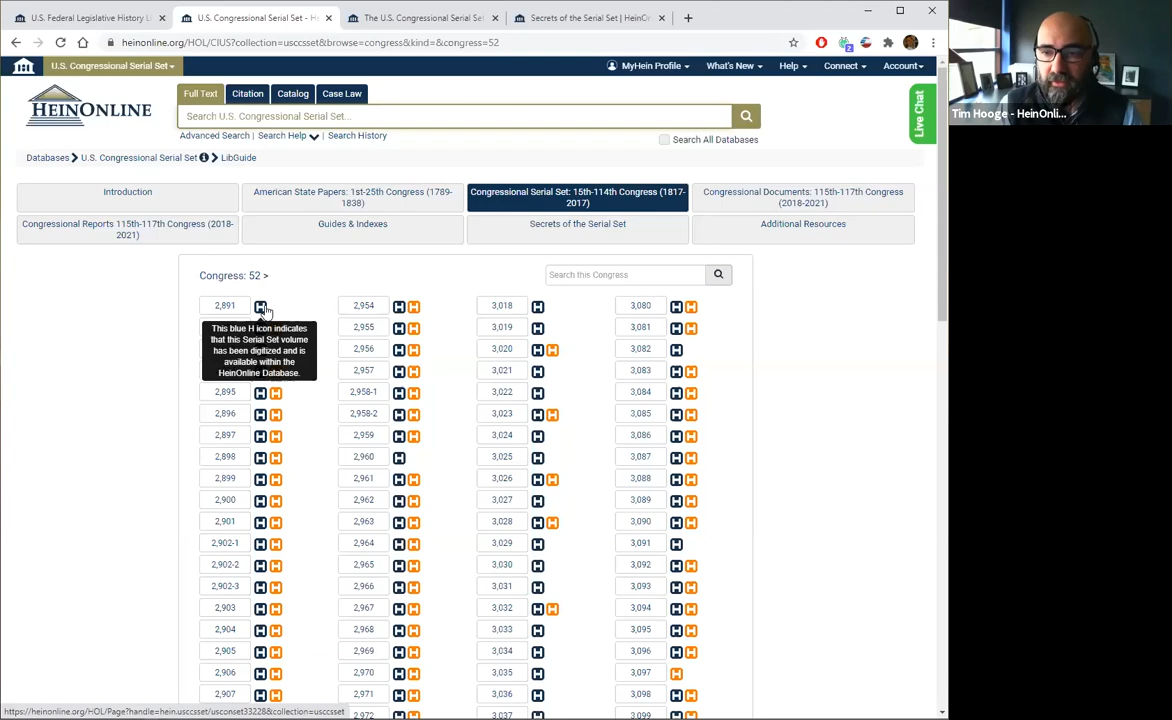 U.S. Federal Legislative History Li
U.S. Congressional Serial Set - He
The U.S. Congressional Serial Set
Secrets of the Serial Set | HeinOn
heinonline.org/HOL/CIUS?collection=usccsset&browse=congress&kind=&congress=52
2
U.S. Congressional Serial Set
MyHein Profile
What's New
Help
Connect
Account
Tim Hooge - HeinOnli...
HEINONLINE
Full Text
Citation
Catalog
Case Law
Search U.S. Congressional Serial Set...
Advanced Search | Search Help
| Search History
Search All Databases
Live Chat
Databases
U.S. Congressional Serial Set
LibGuide
Introduction
American State Papers: 1st-25th Congress (1789-
1838)
Congressional Serial Set: 15th-114th Congress (1817-
2017)
Congressional Documents: 115th-117th Congress
(2018-2021)
Congressional Reports 115th-117th Congress (2018-
2021)
Guides & Indexes
Secrets of the Serial Set
Additional Resources
Congress: 52 >
Search this Congress
2,891 H
2,954 H H
3,018 H
3,080 H H
This blue H icon indicates
that this Serial Set volume
has been digitized and is
available within the
HeinOnline Database.
2,955 H H
3,019 H
3,081 H H
2,956 H H
3,020 H H
3,082 H
2,957 H H
3,021 H
3,083 H H
2,895 H H
2,958-1 H H
3,022 H
3,084 H H
2,896 H H
2,958-2 H H
3,023 H H
3,085 H H
2,897 H H
2,959 H H
3,024 H
3,086 H H
2,898 H H
2,960 H
3,025 H
3,087 H H
2,899 H H
2,961 H H
3,026 H H
3,088 H H
2,900 H H
2,962 H H
3,027 H
3,089 H H
2,901 H H
2,963 H H
3,028 H H
3,090 H H
2,902-1 H H
2,964 H H
3,029 H
3,091 H
2,902-2 H H
2,965 H H
3,030 H
3,092 H H
2,902-3 H H
2,966 H H
3,031 H
3,093 H H
2,903 H H
2,967 H H
3,032 H H
3,094 H H
2,904 H H
2,968 H H
3,033 H
3,095 H H
2,905 H H
2,969 H H
3,034 H
3,096 H H
2,906 H H
2,970 H H
3,035 H
3,097 H
2,907 H H
2,971 H H
3,036 H
3,098 H H
2,972
3,037
3,099
https://heinonline.org/HOL/Page?handle=hein.usccsset/usconset33228&collection=usccsset